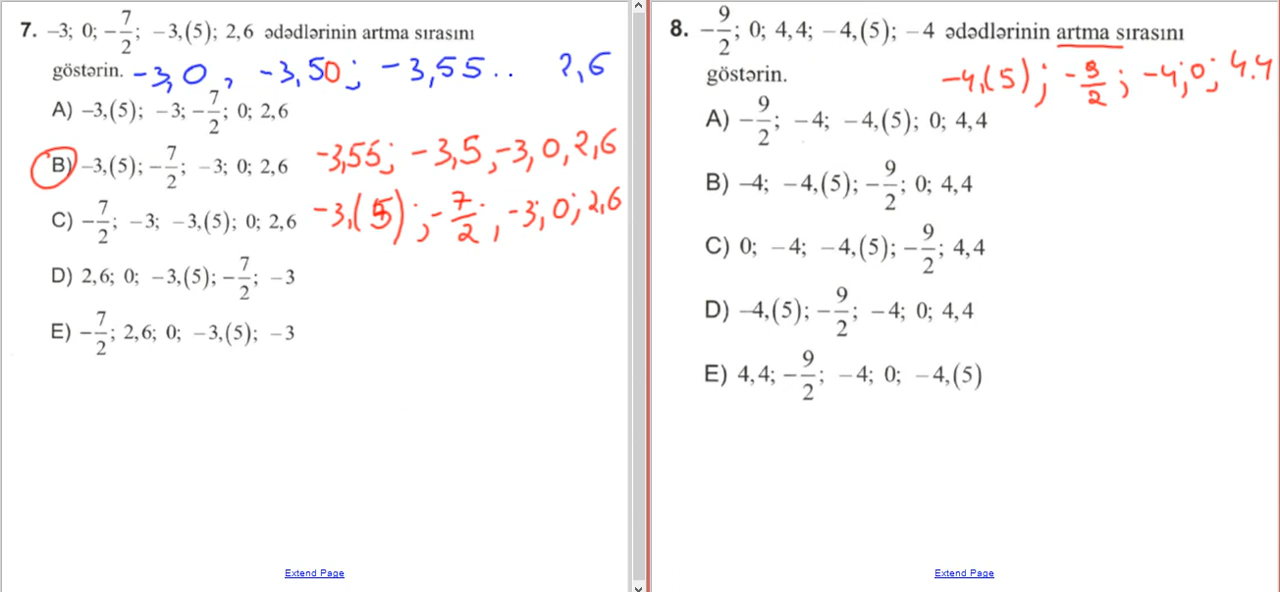 7. –3; 0; –7/2; –3,(5); 2,6 ədədlərinin artma sırasını
göstərin. –3, 0, –3,50; –3,55.. 2,6
A) –3,(5); –3; –7/2; 0; 2,6
B) –3,(5); –7/2; –3; 0; 2,6 –3,55; –3,5, –3, 0, 2,6
C) –7/2; –3; –3,(5); 0; 2,6 –3,(5); –7/2; –3; 0; 2,6
D) 2,6; 0; –3,(5); –7/2; –3
E) –7/2; 2,6; 0; –3,(5); –3
Extend Page
8. –9/2; 0; 4,4; –4,(5); –4 ədədlərinin artma sırasını
göstərin. –4,(5); –9/2; –4; 0; 4.4
A) –9/2; –4; –4,(5); 0; 4,4
B) –4; –4,(5); –9/2; 0; 4,4
C) 0; –4; –4,(5); –9/2; 4,4
D) –4,(5); –9/2; –4; 0; 4,4
E) 4,4; –9/2; –4; 0; –4,(5)
Extend Page